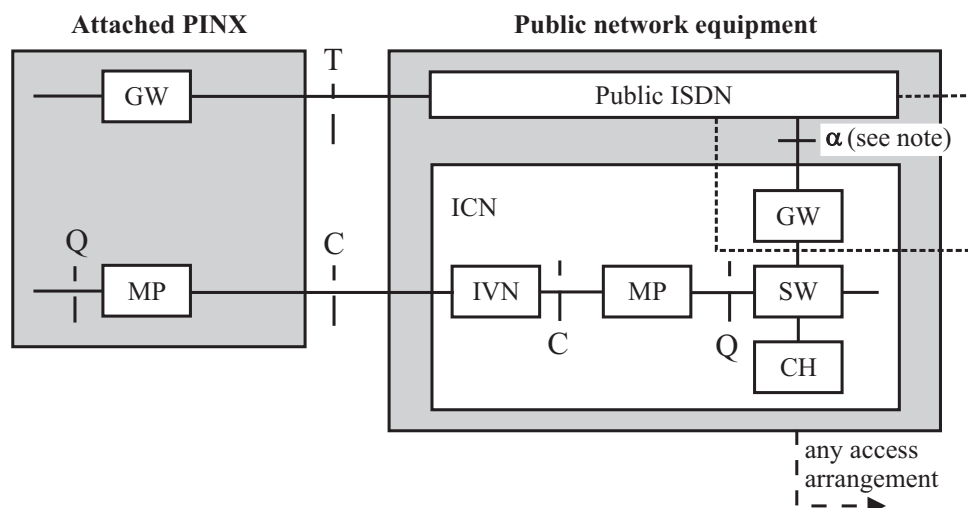 Attached PINX
Public network equipment
T
GW
Public ISDN
α (see note)
ICN
GW
Q
C
MP
IVN
MP
SW
C
Q
CH
any access
arrangement